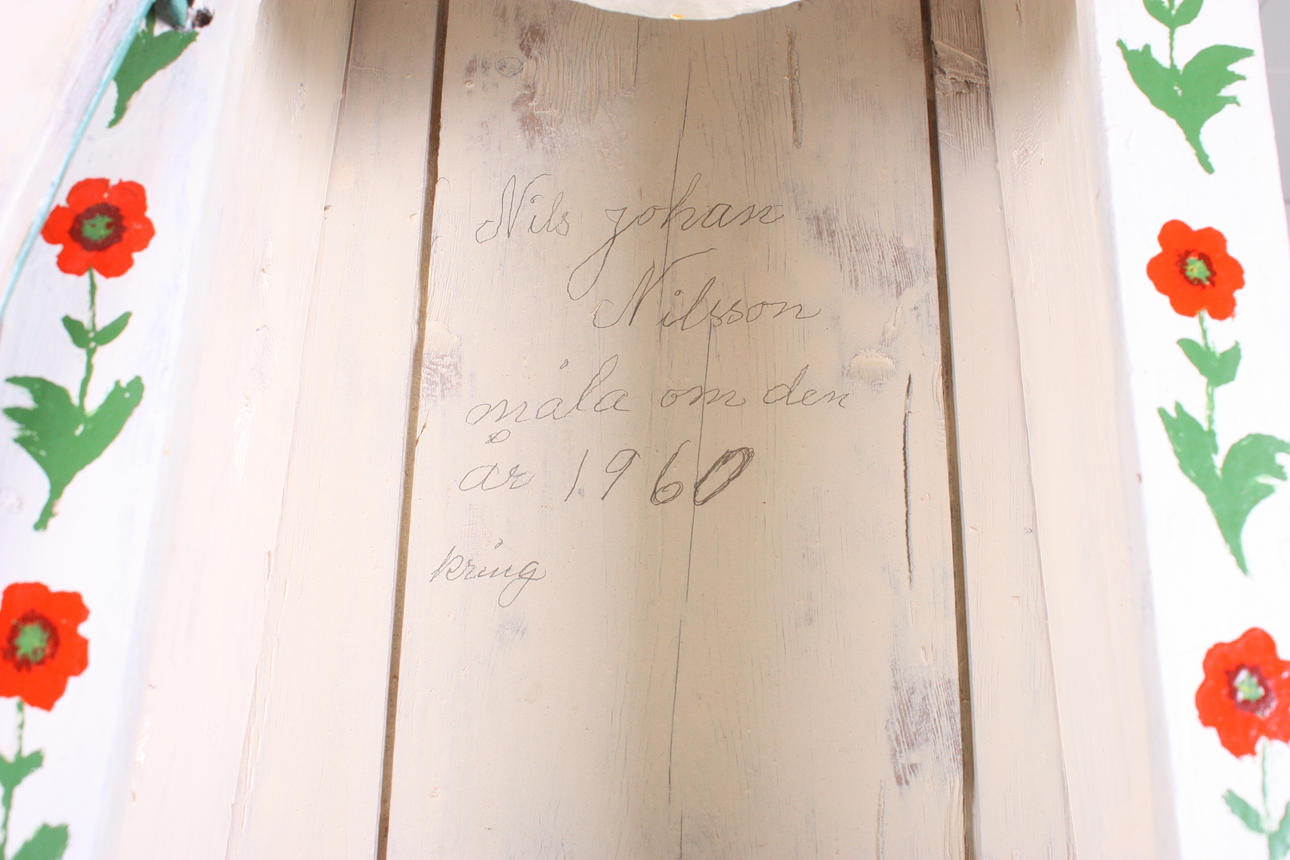 Nils johan
Nilsson
måla om den
år 1960
kring